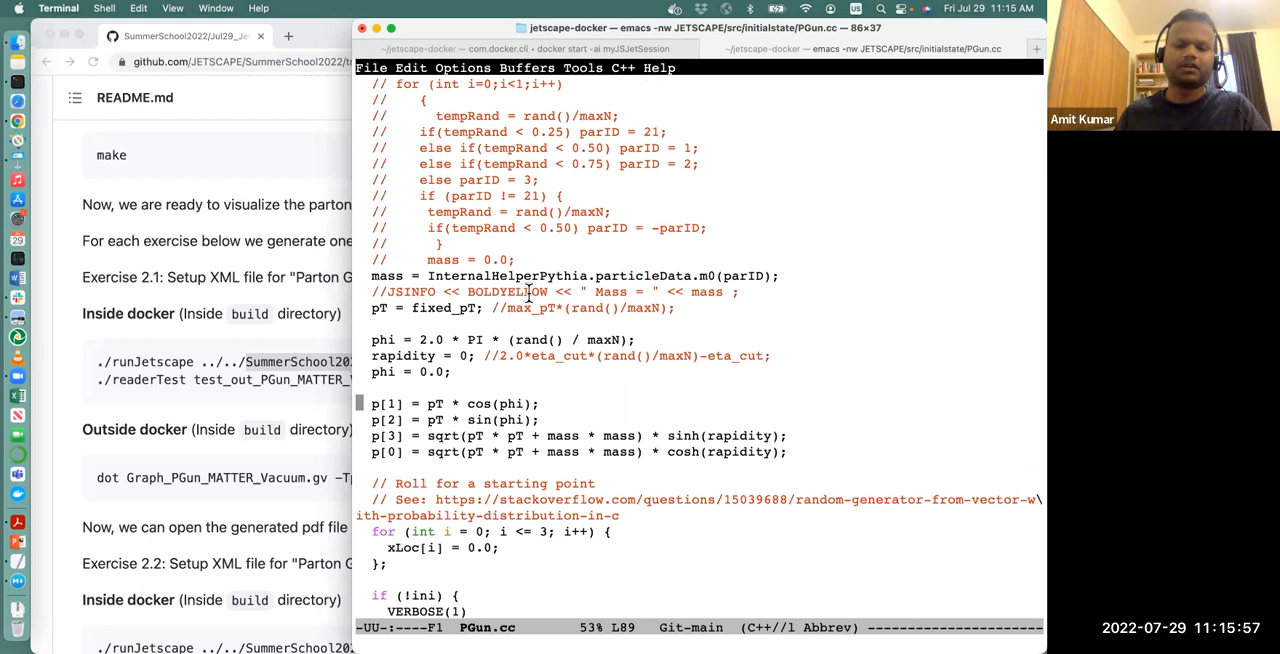 Terminal Shell Edit View Window Help
US
Fri Jul 29 11:15 AM
SummerSchool2022/Jul29_Je
github.com/JETSCAPE/SummerSchool2022/tr
README.md
make
Now, we are ready to visualize the parton
For each exercise below we generate one
Exercise 2.1: Setup XML file for "Parton G
Inside docker (Inside build directory)
./runJetscape ../../SummerSchool202
./readerTest test_out_PGun_MATTER_V
Outside docker (Inside build directory)
dot Graph_PGun_MATTER_Vacuum.gv -Tp
Now, we can open the generated pdf file
Exercise 2.2: Setup XML file for "Parton G
Inside docker (Inside build directory)
./runJetscape ../../SummerSchool202
jetscape-docker — emacs -nw JETSCAPE/src/initialstate/PGun.cc — 86×37
~/jetscape-docker — com.docker.cli • docker start -ai myJSJetSession
~/jetscape-docker — emacs -nw JETSCAPE/src/initialstate/PGun.cc
File Edit Options Buffers Tools C++ Help
// for (int i=0;i<1;i++)
// {
// tempRand = rand()/maxN;
// if(tempRand < 0.25) parID = 21;
// else if(tempRand < 0.50) parID = 1;
// else if(tempRand < 0.75) parID = 2;
// else parID = 3;
// if (parID != 21) {
// tempRand = rand()/maxN;
// if(tempRand < 0.50) parID = -parID;
// }
// mass = 0.0;
mass = InternalHelperPythia.particleData.m0(parID);
//JSINFO << BOLDYELLOW << " Mass = " << mass ;
pT = fixed_pT; //max_pT*(rand()/maxN);
phi = 2.0 * PI * (rand() / maxN);
rapidity = 0; //2.0*eta_cut*(rand()/maxN)-eta_cut;
phi = 0.0;
p[1] = pT * cos(phi);
p[2] = pT * sin(phi);
p[3] = sqrt(pT * pT + mass * mass) * sinh(rapidity);
p[0] = sqrt(pT * pT + mass * mass) * cosh(rapidity);
// Roll for a starting point
// See: https://stackoverflow.com/questions/15039688/random-generator-from-vector-w\
ith-probability-distribution-in-c
for (int i = 0; i <= 3; i++) {
xLoc[i] = 0.0;
};
if (!ini) {
VERBOSE(1)
-UU-:----F1 PGun.cc 53% L89 Git-main (C++//l Abbrev) ----------------------
Amit Kumar
2022-07-29 11:15:57